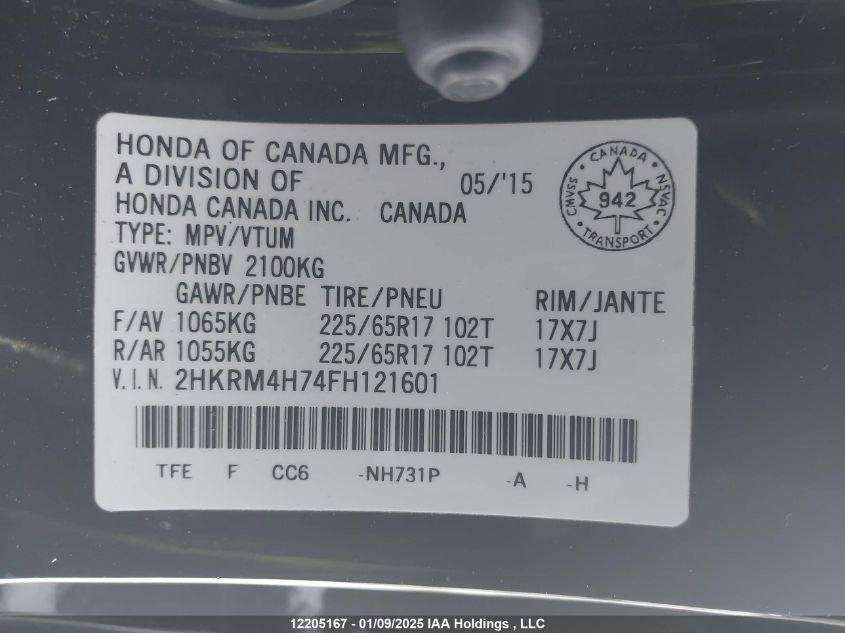 HONDA OF CANADA MFG.,
A DIVISION OF 05/'15
HONDA CANADA INC. CANADA
TYPE: MPV/VTUM
GVWR/PNBV 2100KG
GAWR/PNBE TIRE/PNEU RIM/JANTE
F/AV 1065KG 225/65R17 102T 17X7J
R/AR 1055KG 225/65R17 102T 17X7J
V.I.N. 2HKRM4H74FH121601
TFE F CC6 -NH731P -A -H
CANADA
CMVSS 942 NSVAC
TRANSPORT
12205167 - 01/09/2025 IAA Holdings , LLC